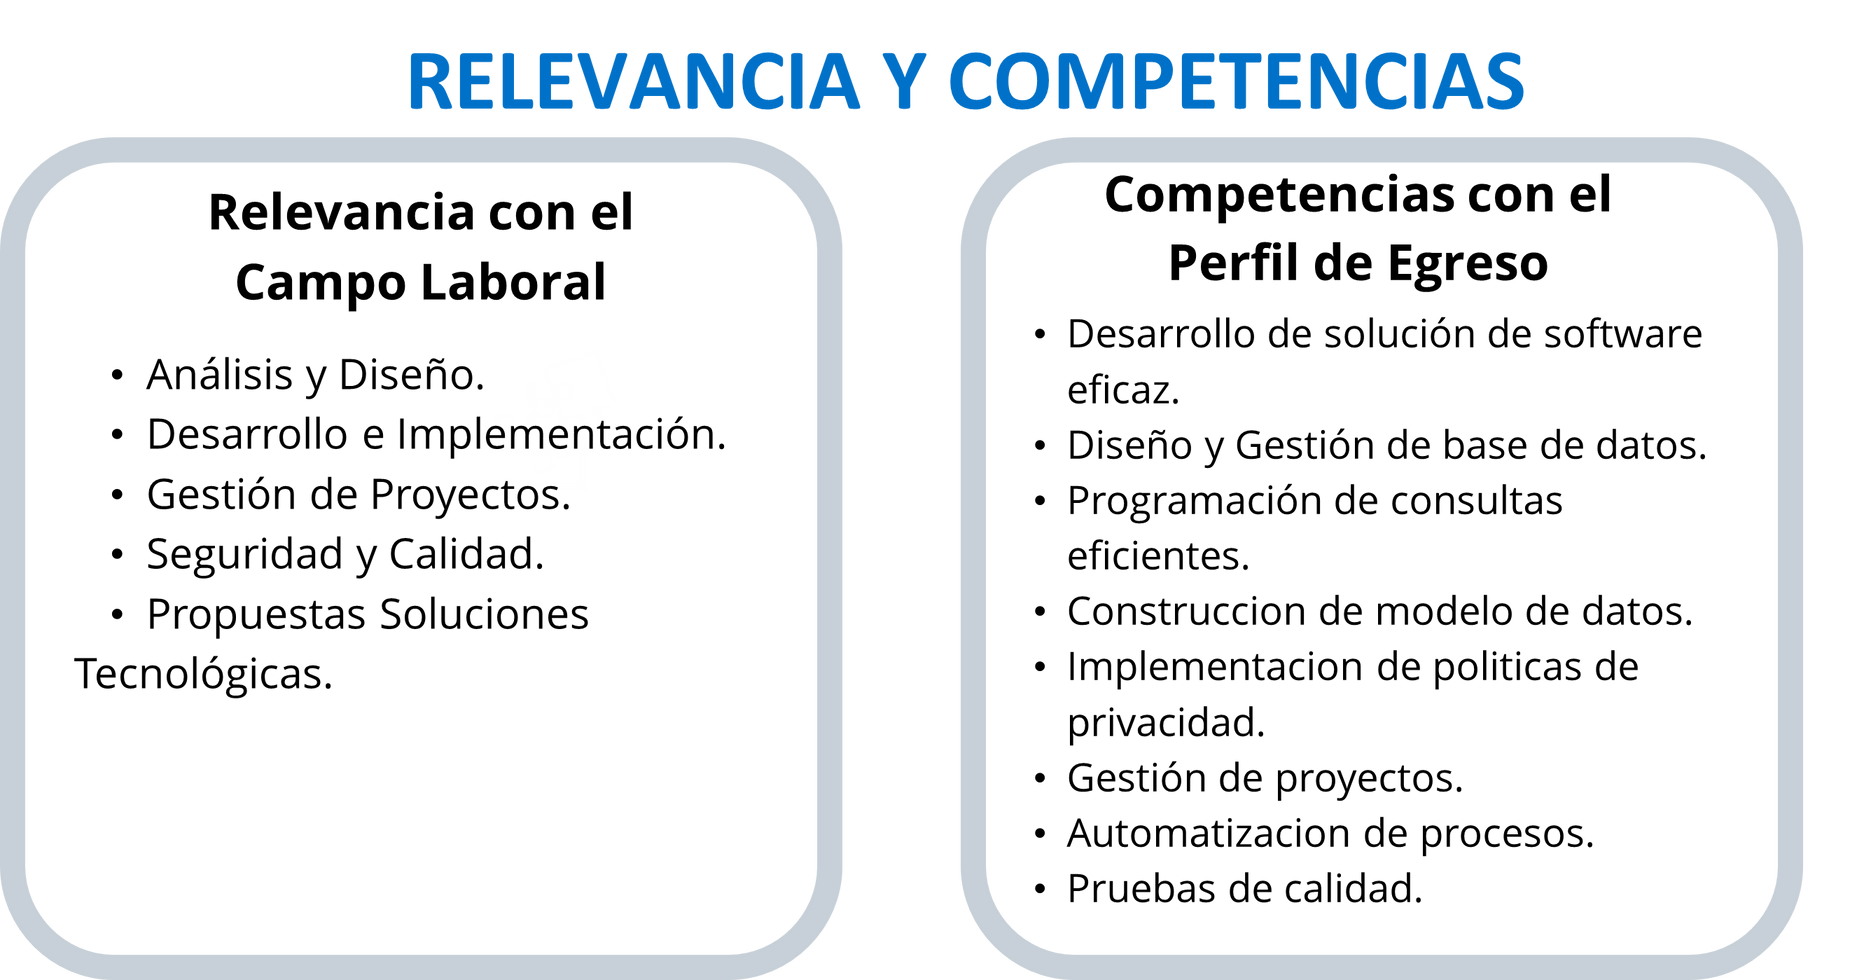 RELEVANCIA Y COMPETENCIAS
Relevancia con el
Campo Laboral
• Análisis y Diseño.
• Desarrollo e Implementación.
• Gestión de Proyectos.
• Seguridad y Calidad.
• Propuestas Soluciones
Tecnológicas.
Competencias con el
Perfil de Egreso
• Desarrollo de solución de software
eficaz.
• Diseño y Gestión de base de datos.
• Programación de consultas
eficientes.
• Construccion de modelo de datos.
• Implementacion de politicas de
privacidad.
• Gestión de proyectos.
• Automatizacion de procesos.
• Pruebas de calidad.